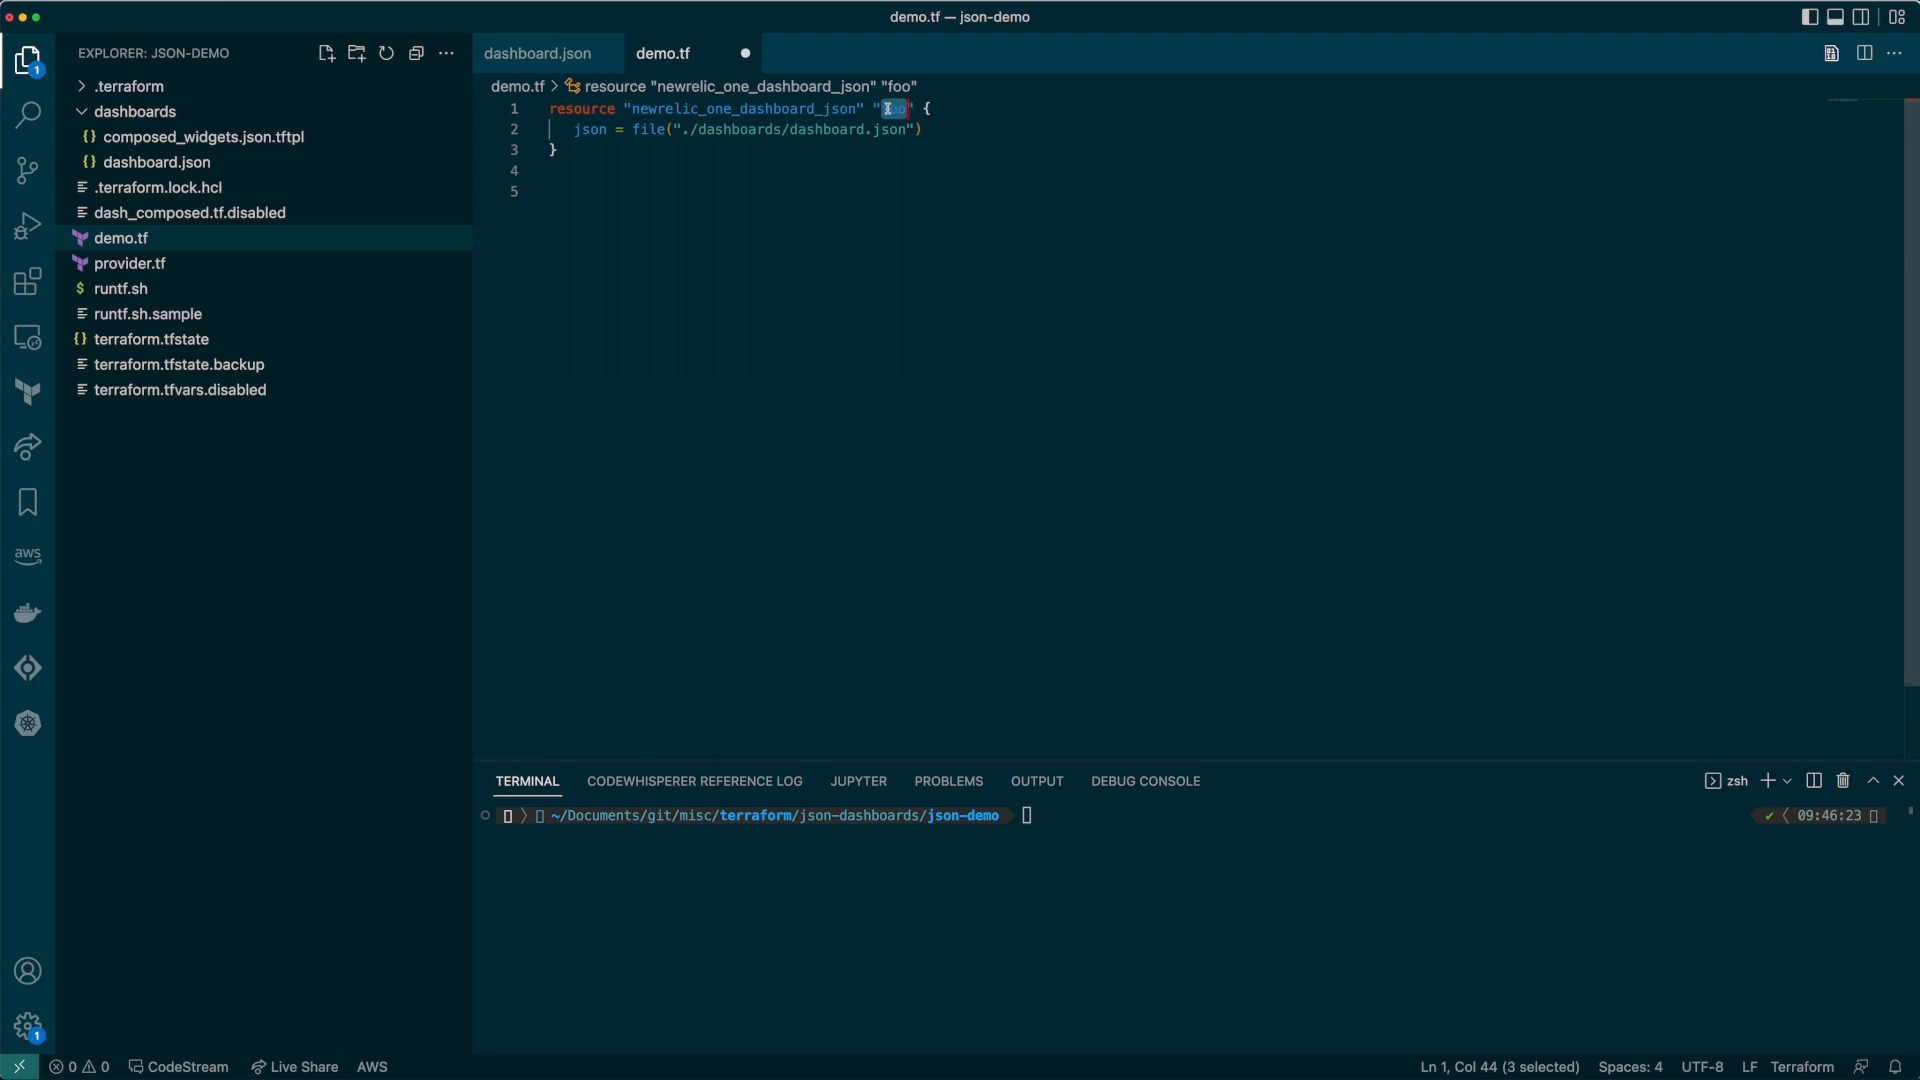 demo.tf — json-demo
EXPLORER: JSON-DEMO
dashboard.json
demo.tf
1
.terraform
dashboards
composed_widgets.json.tftpl
dashboard.json
.terraform.lock.hcl
dash_composed.tf.disabled
demo.tf
provider.tf
$ runtf.sh
runtf.sh.sample
terraform.tfstate
terraform.tfstate.backup
terraform.tfvars.disabled
aws
demo.tf > resource "newrelic_one_dashboard_json" "foo"
1 resource "newrelic_one_dashboard_json" "foo" {
2 json = file("./dashboards/dashboard.json")
3 }
4
5
TERMINAL CODEWHISPERER REFERENCE LOG JUPYTER PROBLEMS OUTPUT DEBUG CONSOLE
zsh
~/Documents/git/misc/terraform/json-dashboards/json-demo
09:46:23
1
0 0 CodeStream Live Share AWS
Ln 1, Col 44 (3 selected) Spaces: 4 UTF-8 LF Terraform